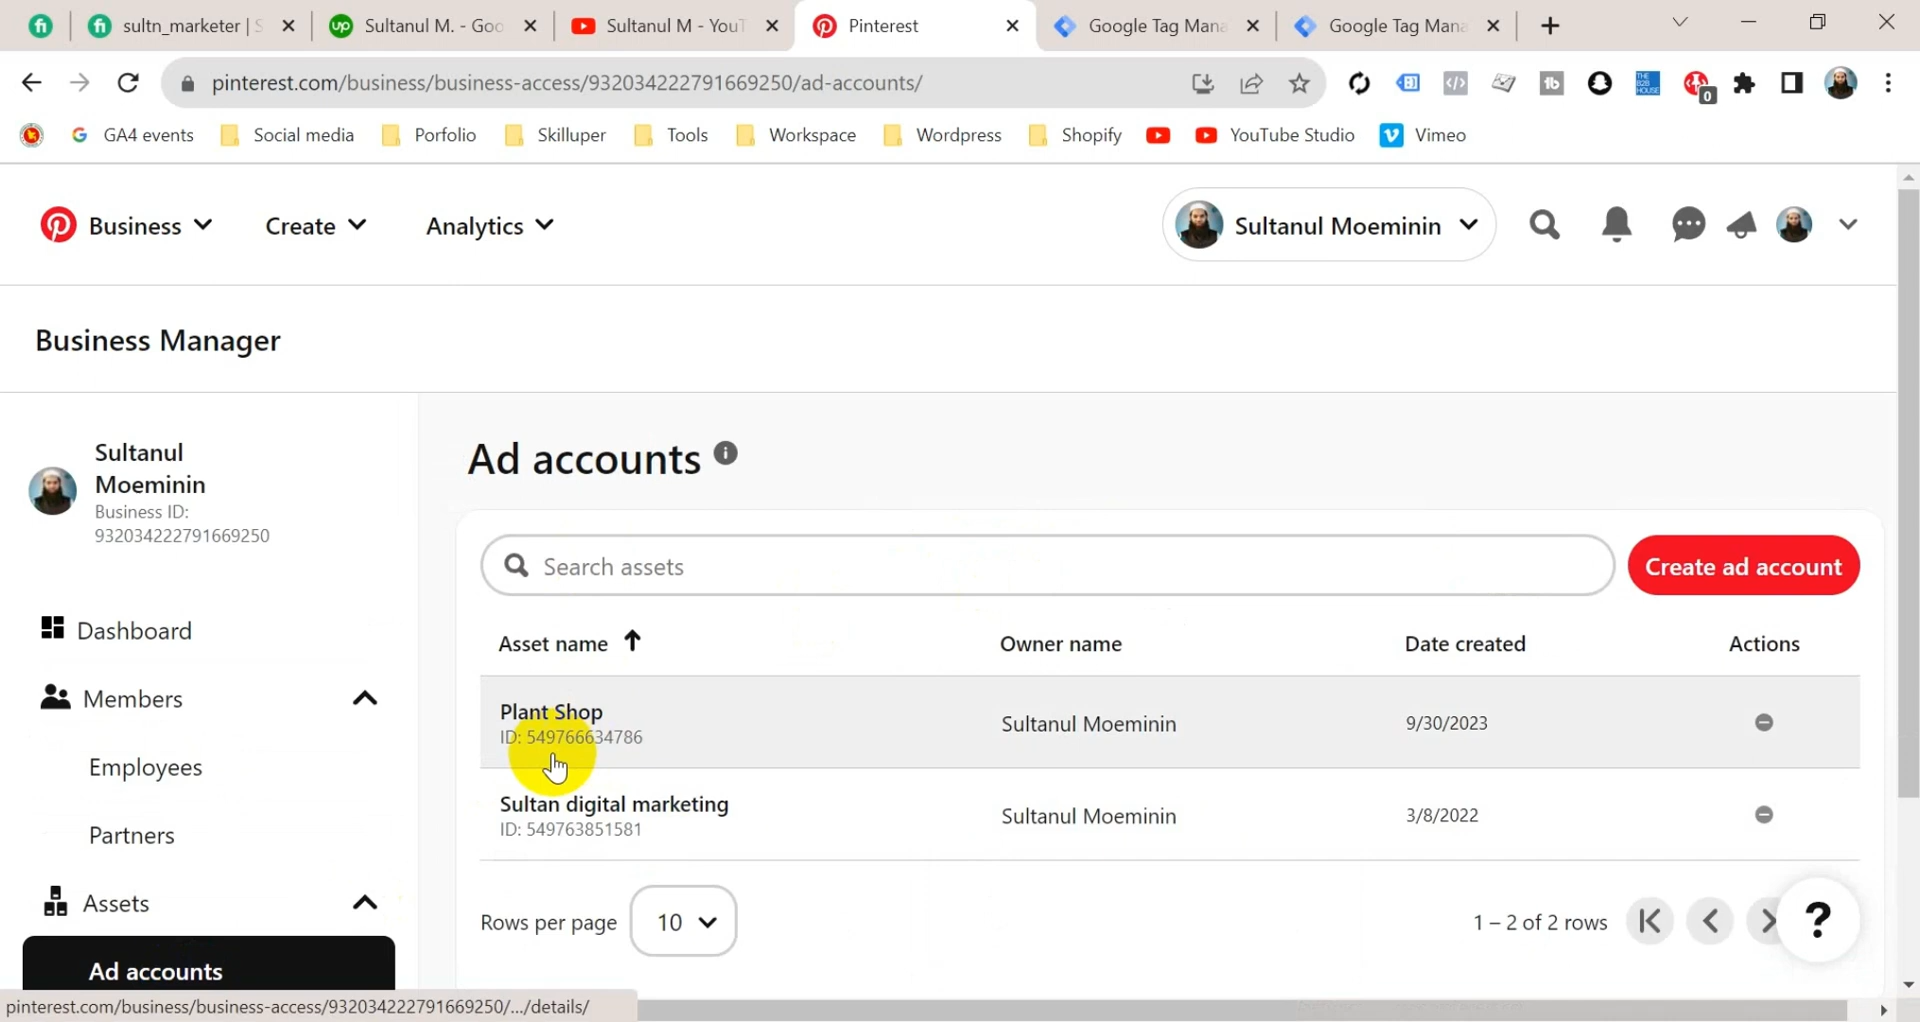 sultn_marketer | S
Sultanul M. - Goo
Sultanul M - YouT
Pinterest
Google Tag Mana
Google Tag Mana
pinterest.com/business/business-access/932034222791669250/ad-accounts/
GA4 events
Social media
Porfolio
Skilluper
Tools
Workspace
Wordpress
Shopify
YouTube Studio
Vimeo
Business
Create
Analytics
Sultanul Moeminin
Business Manager
Sultanul
Moeminin
Business ID:
932034222791669250
Dashboard
Members
Employees
Partners
Assets
Ad accounts
Ad accounts
Search assets
Create ad account
Asset name
Owner name
Date created
Actions
Plant Shop
ID: 549766634786
Sultanul Moeminin
9/30/2023
Sultan digital marketing
ID: 549763851581
Sultanul Moeminin
3/8/2022
Rows per page
10
1 – 2 of 2 rows
?
pinterest.com/business/business-access/932034222791669250/.../details/